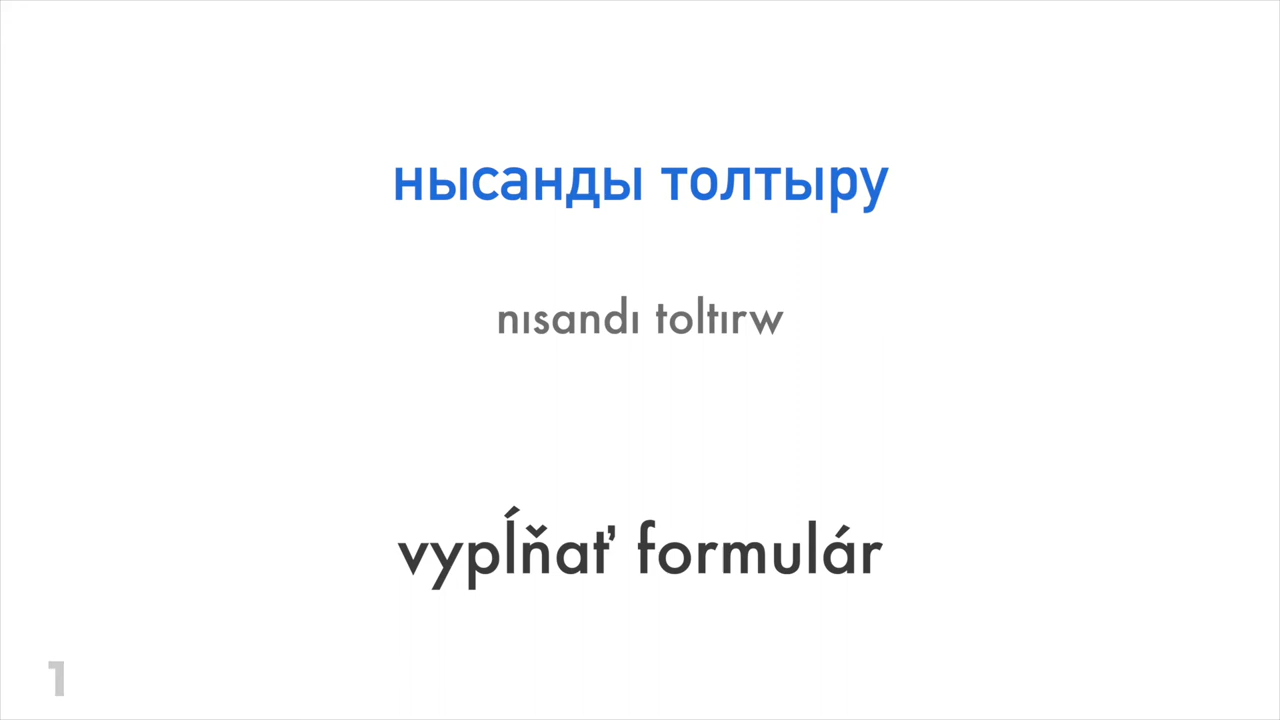 нысанды толтыру
nısandı toltırw
vypĺňať formulár
1